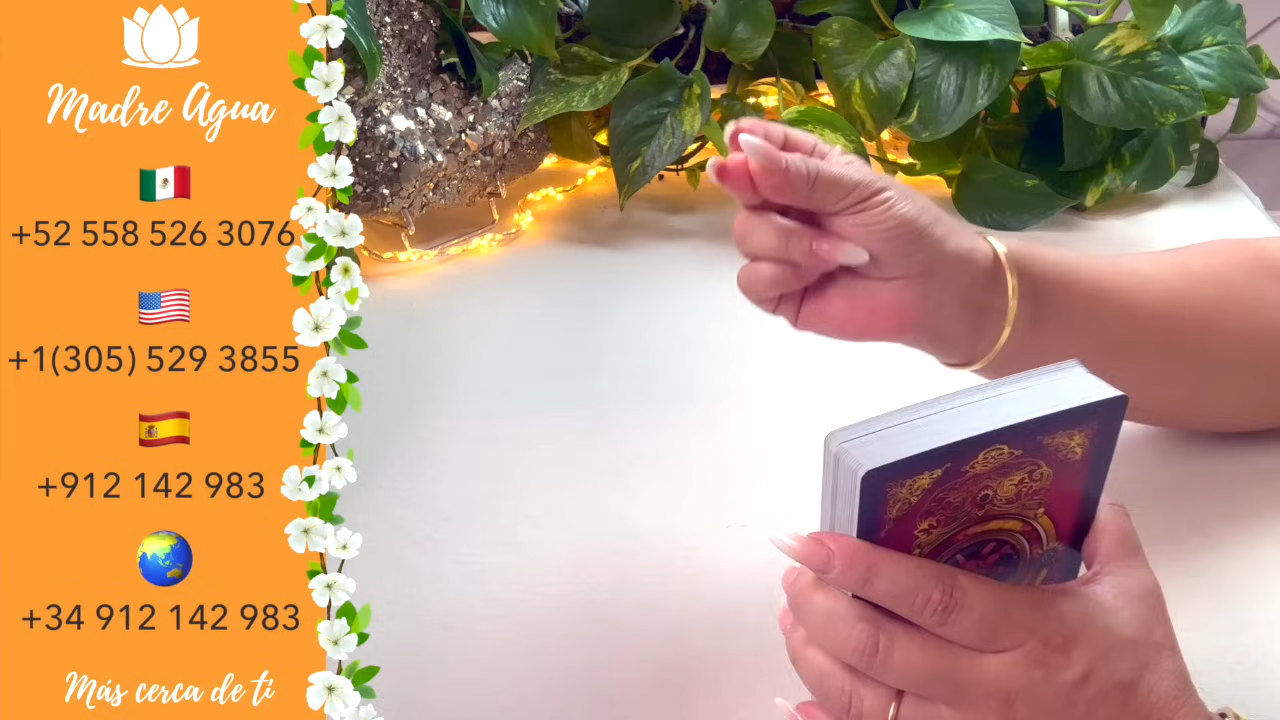 Madre Agua
+52 558 526 3076
+1(305) 529 3855
+912 142 983
+34 912 142 983
Más cerca de ti